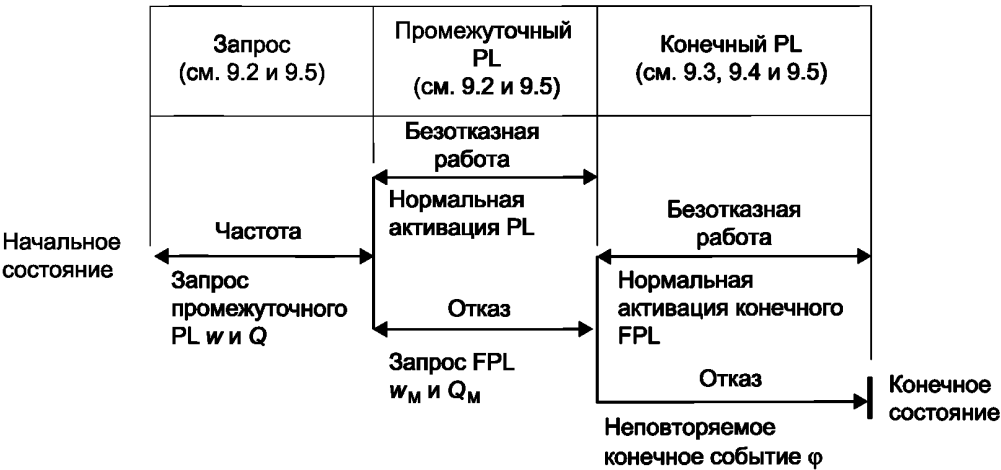 Запрос
(см. 9.2 и 9.5)
Промежуточный
PL
(см. 9.2 и 9.5)
Конечный PL
(см. 9.3, 9.4 и 9.5)
Безотказная
работа
Нормальная
активация PL
Безотказная
работа
Начальное
состояние
Частота
Запрос
промежуточного
PL w и Q
Нормальная
активация конечного
FPL
Отказ
Запрос FPL
wМ и QМ
Отказ
Конечное
состояние
Неповторяемое
конечное событие φ